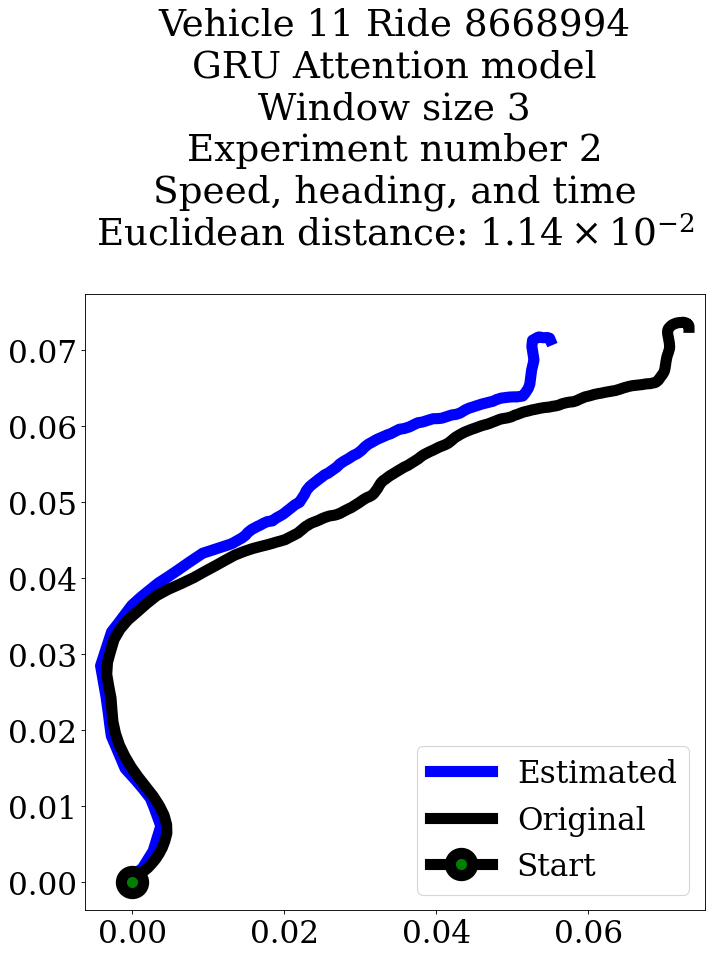 Vehicle 11 Ride 8668994
GRU Attention model
Window size 3
Experiment number 2
Speed, heading, and time
Euclidean distance: 1.14 × 10⁻²
0.07
0.06
0.05
0.04
0.03
0.02
0.01
0.00
Estimated
Original
Start
0.00 0.02 0.04 0.06